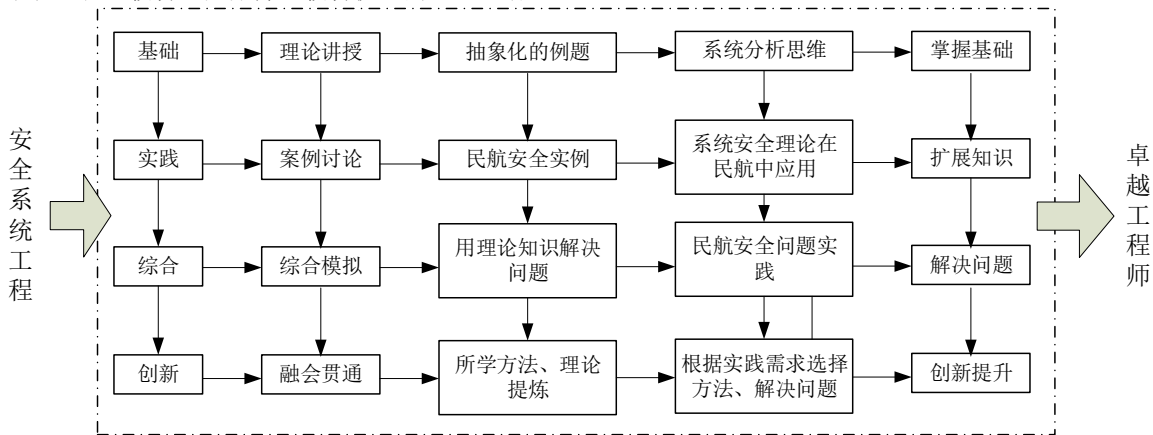 安全系统工程
基础
理论讲授
抽象化的例题
系统分析思维
掌握基础
实践
案例讨论
民航安全实例
系统安全理论在
民航中应用
扩展知识
综合
综合模拟
用理论知识解决
问题
民航安全问题实
践
解决问题
创新
融会贯通
所学方法、理论
提炼
根据实践需求选择
方法、解决问题
创新提升
卓越工程师